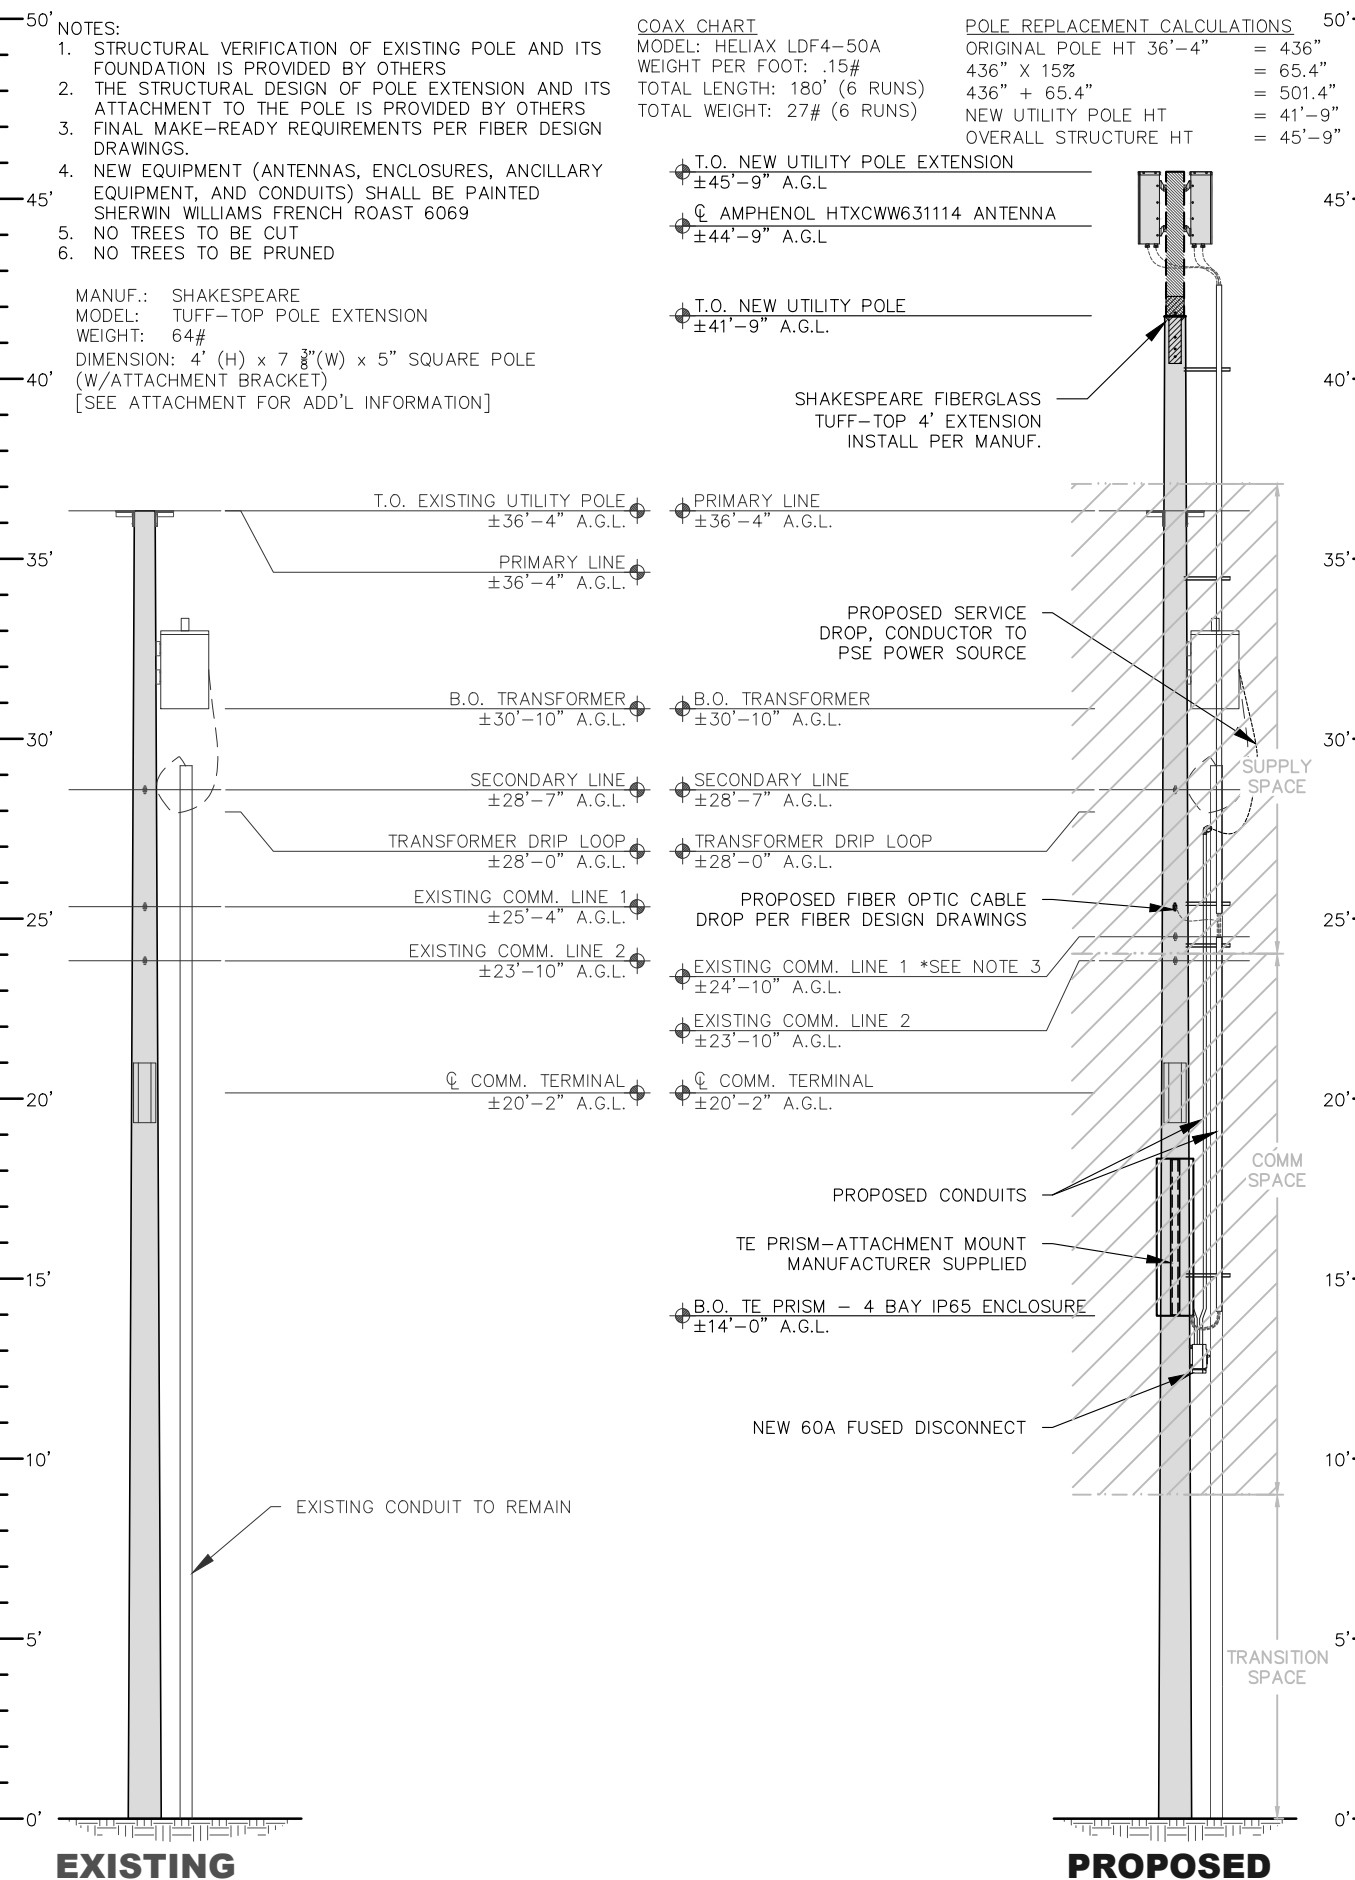 NOTES:
1. STRUCTURAL VERIFICATION OF EXISTING POLE AND ITS
FOUNDATION IS PROVIDED BY OTHERS
2. THE STRUCTURAL DESIGN OF POLE EXTENSION AND ITS
ATTACHMENT TO THE POLE IS PROVIDED BY OTHERS
3. FINAL MAKE-READY REQUIREMENTS PER FIBER DESIGN
DRAWINGS.
4. NEW EQUIPMENT (ANTENNAS, ENCLOSURES, ANCILLARY
EQUIPMENT, AND CONDUITS) SHALL BE PAINTED
SHERWIN WILLIAMS FRENCH ROAST 6069
5. NO TREES TO BE CUT
6. NO TREES TO BE PRUNED
MANUF.: SHAKESPEARE
MODEL: TUFF-TOP POLE EXTENSION
WEIGHT: 64#
DIMENSION: 4' (H) x 7 3/8"(W) x 5" SQUARE POLE
(W/ATTACHMENT BRACKET)
[SEE ATTACHMENT FOR ADD'L INFORMATION]
COAX CHART
MODEL: HELIAX LDF4-50A
WEIGHT PER FOOT: .15#
TOTAL LENGTH: 180' (6 RUNS)
TOTAL WEIGHT: 27# (6 RUNS)
POLE REPLACEMENT CALCULATIONS
ORIGINAL POLE HT 36'-4" = 436"
436" X 15% = 65.4"
436" + 65.4" = 501.4"
NEW UTILITY POLE HT = 41'-9"
OVERALL STRUCTURE HT = 45'-9"
50'
45'
40'
35'
30'
25'
20'
15'
10'
5'
0'
T.O. EXISTING UTILITY POLE
±36'-4" A.G.L.
PRIMARY LINE
±36'-4" A.G.L.
B.O. TRANSFORMER
±30'-10" A.G.L.
SECONDARY LINE
±28'-7" A.G.L.
TRANSFORMER DRIP LOOP
±28'-0" A.G.L.
EXISTING COMM. LINE 1
±25'-4" A.G.L.
EXISTING COMM. LINE 2
±23'-10" A.G.L.
℄ COMM. TERMINAL
±20'-2" A.G.L.
EXISTING CONDUIT TO REMAIN
EXISTING
T.O. NEW UTILITY POLE EXTENSION
±45'-9" A.G.L
℄ AMPHENOL HTXCWW631114 ANTENNA
±44'-9" A.G.L
T.O. NEW UTILITY POLE
±41'-9" A.G.L.
SHAKESPEARE FIBERGLASS
TUFF-TOP 4' EXTENSION
INSTALL PER MANUF.
PRIMARY LINE
±36'-4" A.G.L.
PROPOSED SERVICE
DROP, CONDUCTOR TO
PSE POWER SOURCE
B.O. TRANSFORMER
±30'-10" A.G.L.
SECONDARY LINE
±28'-7" A.G.L.
TRANSFORMER DRIP LOOP
±28'-0" A.G.L.
PROPOSED FIBER OPTIC CABLE
DROP PER FIBER DESIGN DRAWINGS
EXISTING COMM. LINE 1 *SEE NOTE 3
±24'-10" A.G.L.
EXISTING COMM. LINE 2
±23'-10" A.G.L.
℄ COMM. TERMINAL
±20'-2" A.G.L.
PROPOSED CONDUITS
TE PRISM-ATTACHMENT MOUNT
MANUFACTURER SUPPLIED
B.O. TE PRISM - 4 BAY IP65 ENCLOSURE
±14'-0" A.G.L.
NEW 60A FUSED DISCONNECT
SUPPLY
SPACE
COMM
SPACE
TRANSITION
SPACE
50'
45'
40'
35'
30'
25'
20'
15'
10'
5'
0'
PROPOSED